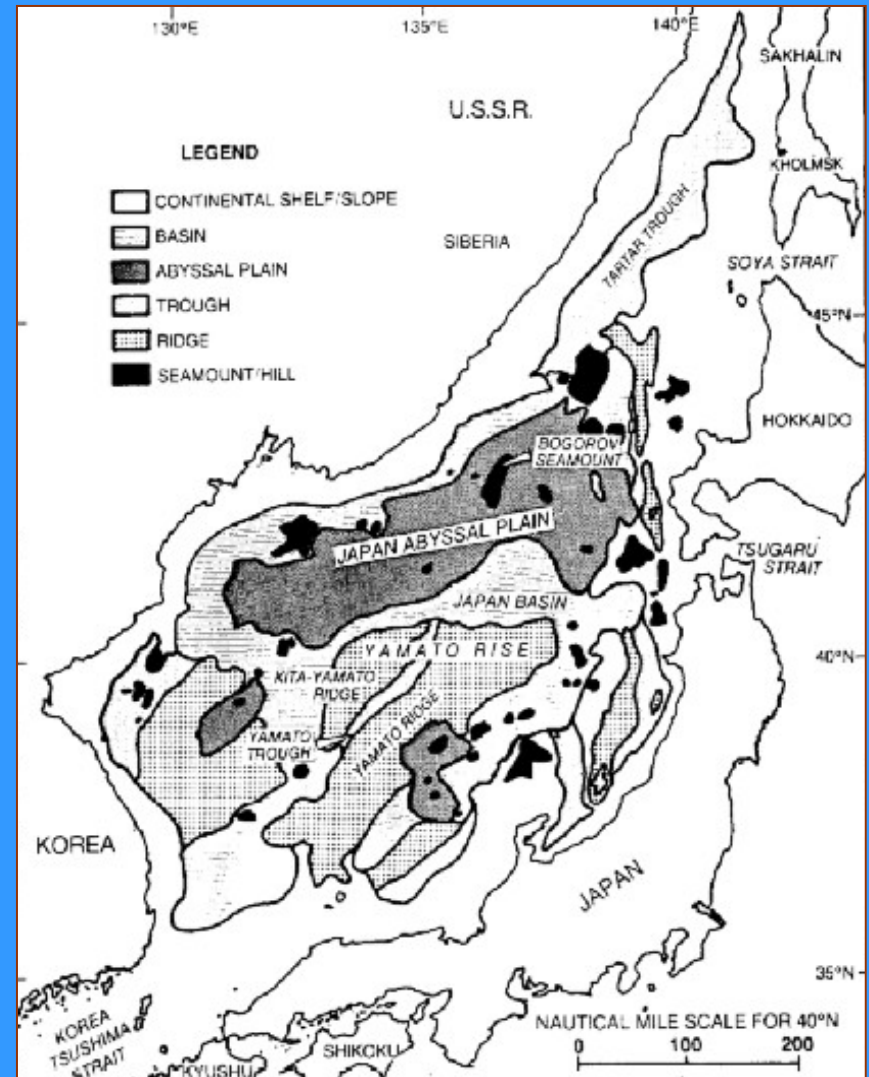 130°E
135°E
140°E
SAKHALIN
U.S.S.R.
LEGEND
CONTINENTAL SHELF/SLOPE
BASIN
ABYSSAL PLAIN
TROUGH
RIDGE
SEAMOUNT/HILL
KHOLMSK
TARTAR TROUGH
SIBERIA
SOYA STRAIT
45°N
HOKKAIDO
BOGOROV
SEAMOUNT
JAPAN ABYSSAL PLAIN
TSUGARU
STRAIT
JAPAN BASIN
YAMATO RISE
40°N
KITA-YAMATO
RIDGE
YAMATO
TROUGH
YAMATO RIDGE
KOREA
JAPAN
35°N
KOREA
TSUSHIMA
STRAIT
NAUTICAL MILE SCALE FOR 40°N
SHIKOKU
0 100 200
KYUSHU